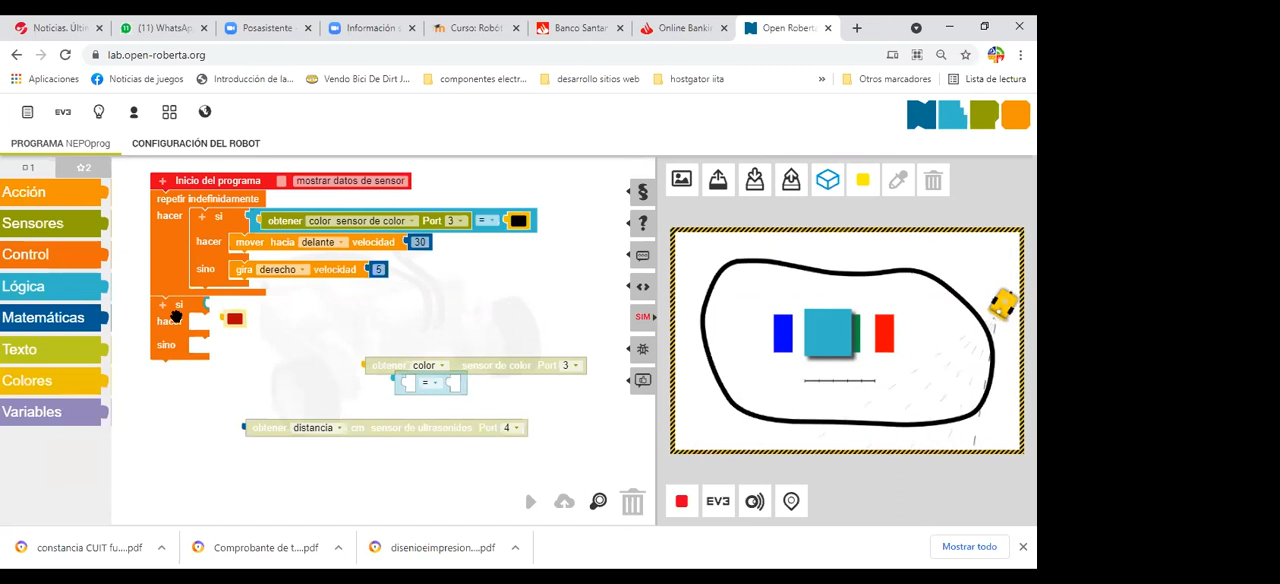 Noticias. Últi
(11) WhatsAp
Posasistente
Información s
Curso: Robót
Banco Santar
Online Bankin
Open Roberta
lab.open-roberta.org
Aplicaciones
Noticias de juegos
Introducción de la...
Vendo Bici De Dirt J...
componentes electr...
desarrollo sitios web
hostgator iita
»
Otros marcadores
Lista de lectura
EV3
PROGRAMA NEPOprog
CONFIGURACIÓN DEL ROBOT
1
2
Acción
Sensores
Control
Lógica
Matemáticas
Texto
Colores
Variables
+ Inicio del programa mostrar datos de sensor
repetir indefinidamente
hacer + si obtener color sensor de color Port 3 =
hacer mover hacia delante velocidad 30
sino gira derecho velocidad 5
+ si
hacer
sino
obtener color sensor de color Port 3
=
obtener distancia cm sensor de ultrasonidos Port 4
§
?
<>
SIM
EV3
constancia CUIT fu....pdf
Comprobante de t....pdf
disenioeimpresion....pdf
Mostrar todo